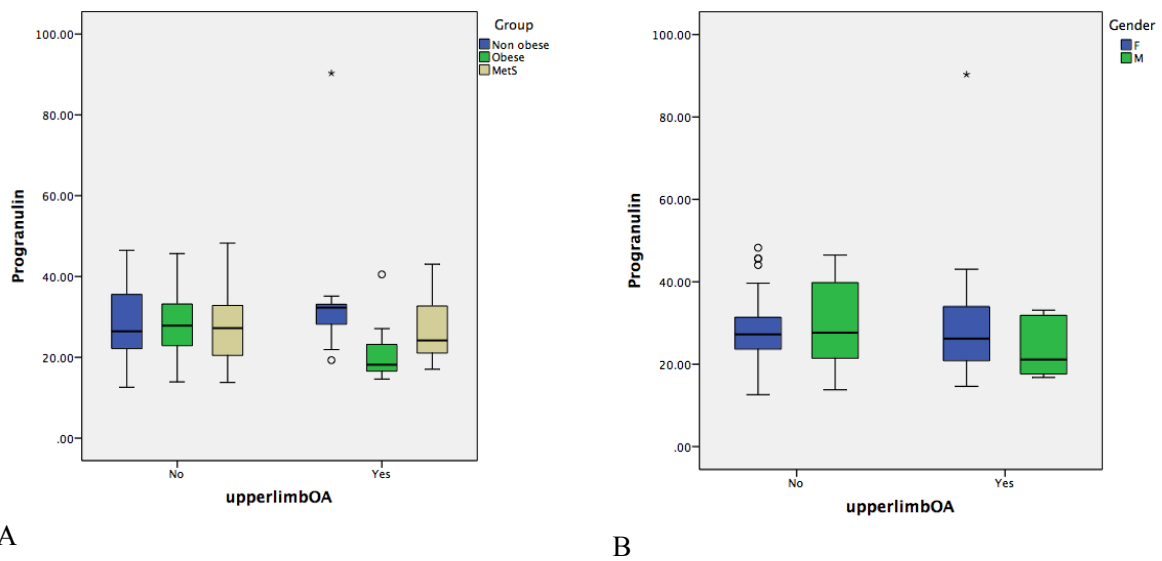 Group
Non obese
Obese
MetS
100.00
80.00
60.00
40.00
20.00
.00
Progranulin
No
Yes
upperlimbOA
A
Gender
F
M
100.00
80.00
60.00
40.00
20.00
.00
Progranulin
No
Yes
upperlimbOA
B